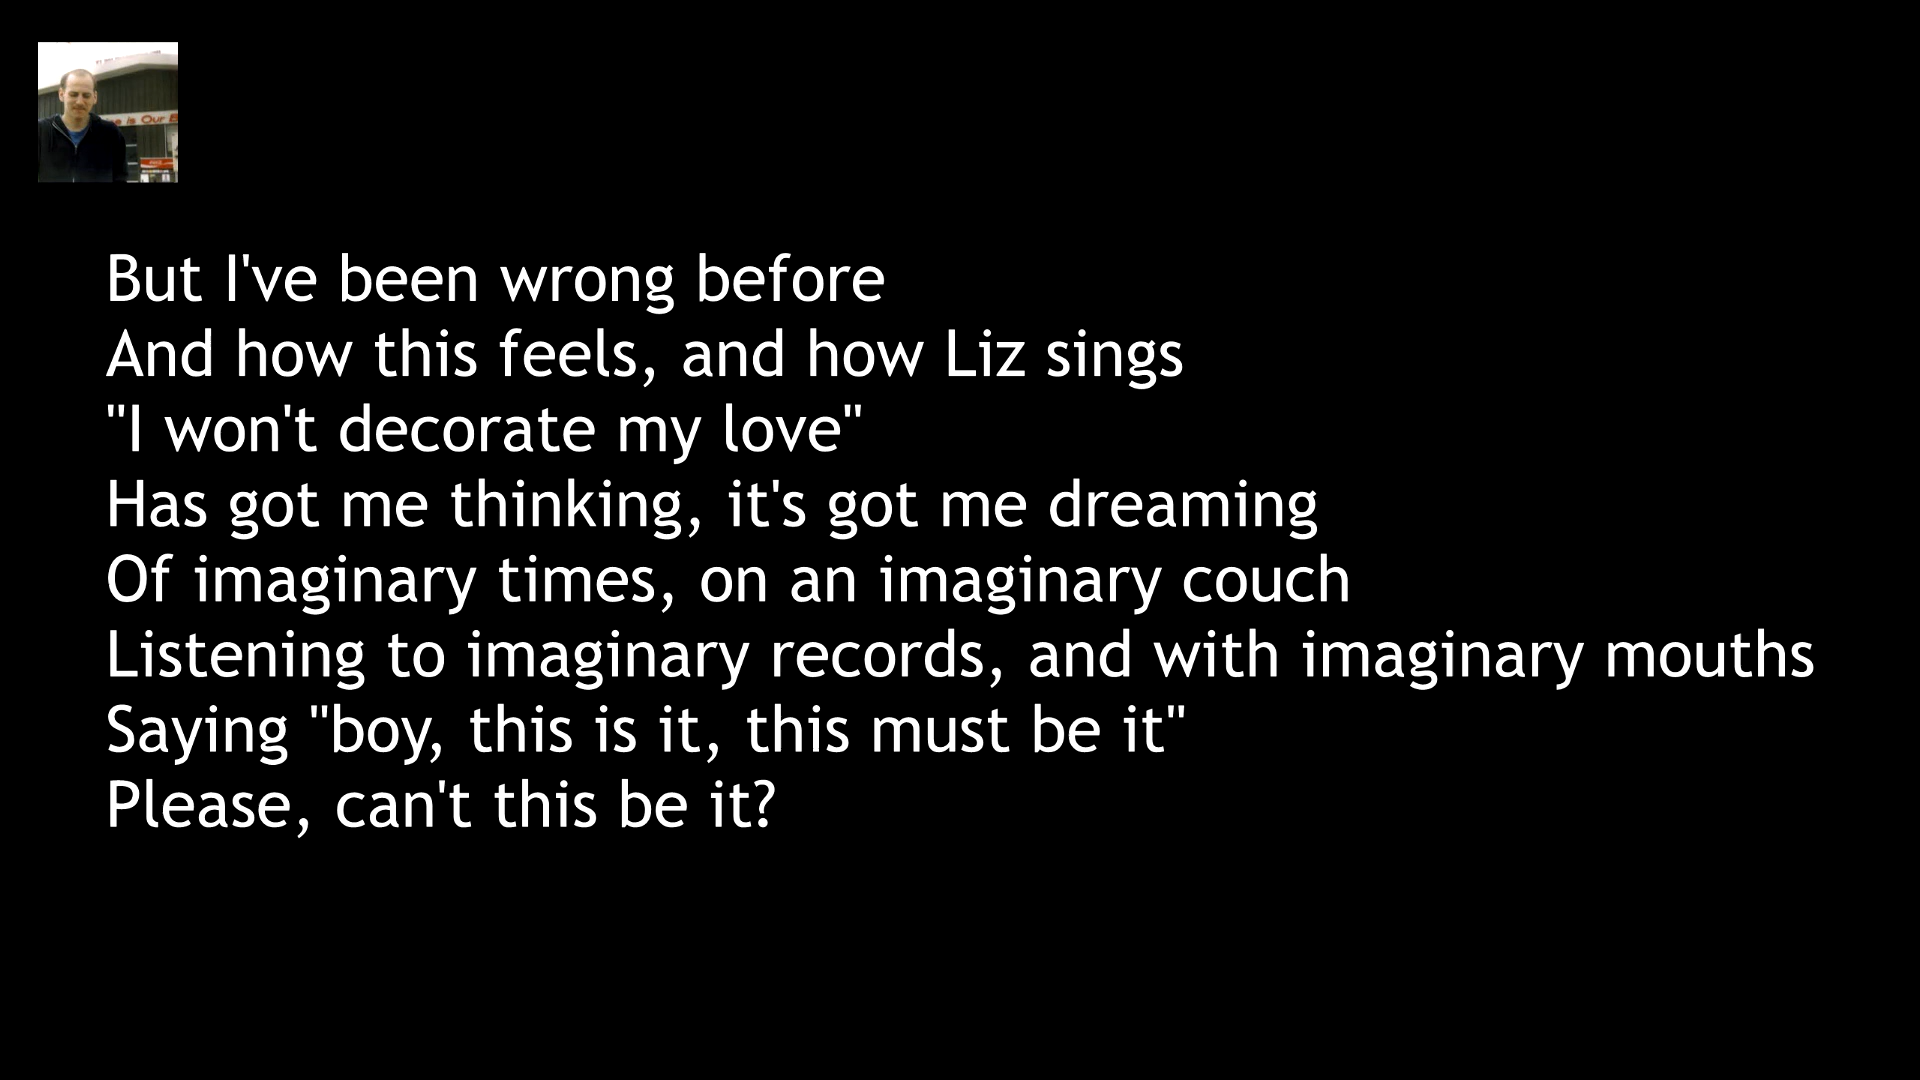 e is Our B
But I've been wrong before
And how this feels, and how Liz sings
"I won't decorate my love"
Has got me thinking, it's got me dreaming
Of imaginary times, on an imaginary couch
Listening to imaginary records, and with imaginary mouths
Saying "boy, this is it, this must be it"
Please, can't this be it?